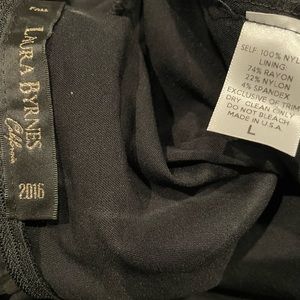 LAURA BYRNES
California
2016
SELF: 100% NYL
LINING:
74% RAYON
22% NYLON
4% SPANDEX
EXCLUSIVE OF TRIM
DRY CLEAN ONLY
DO NOT BLEACH
MADE IN U.S.A.
L